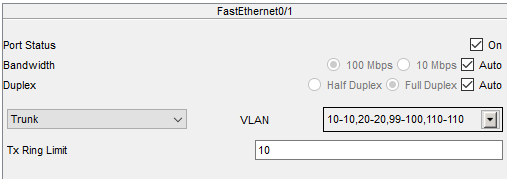 FastEthernet0/1
Port Status On
Bandwidth 100 Mbps 10 Mbps Auto
Duplex Half Duplex Full Duplex Auto
Trunk VLAN 10-10,20-20,99-100,110-110
Tx Ring Limit 10